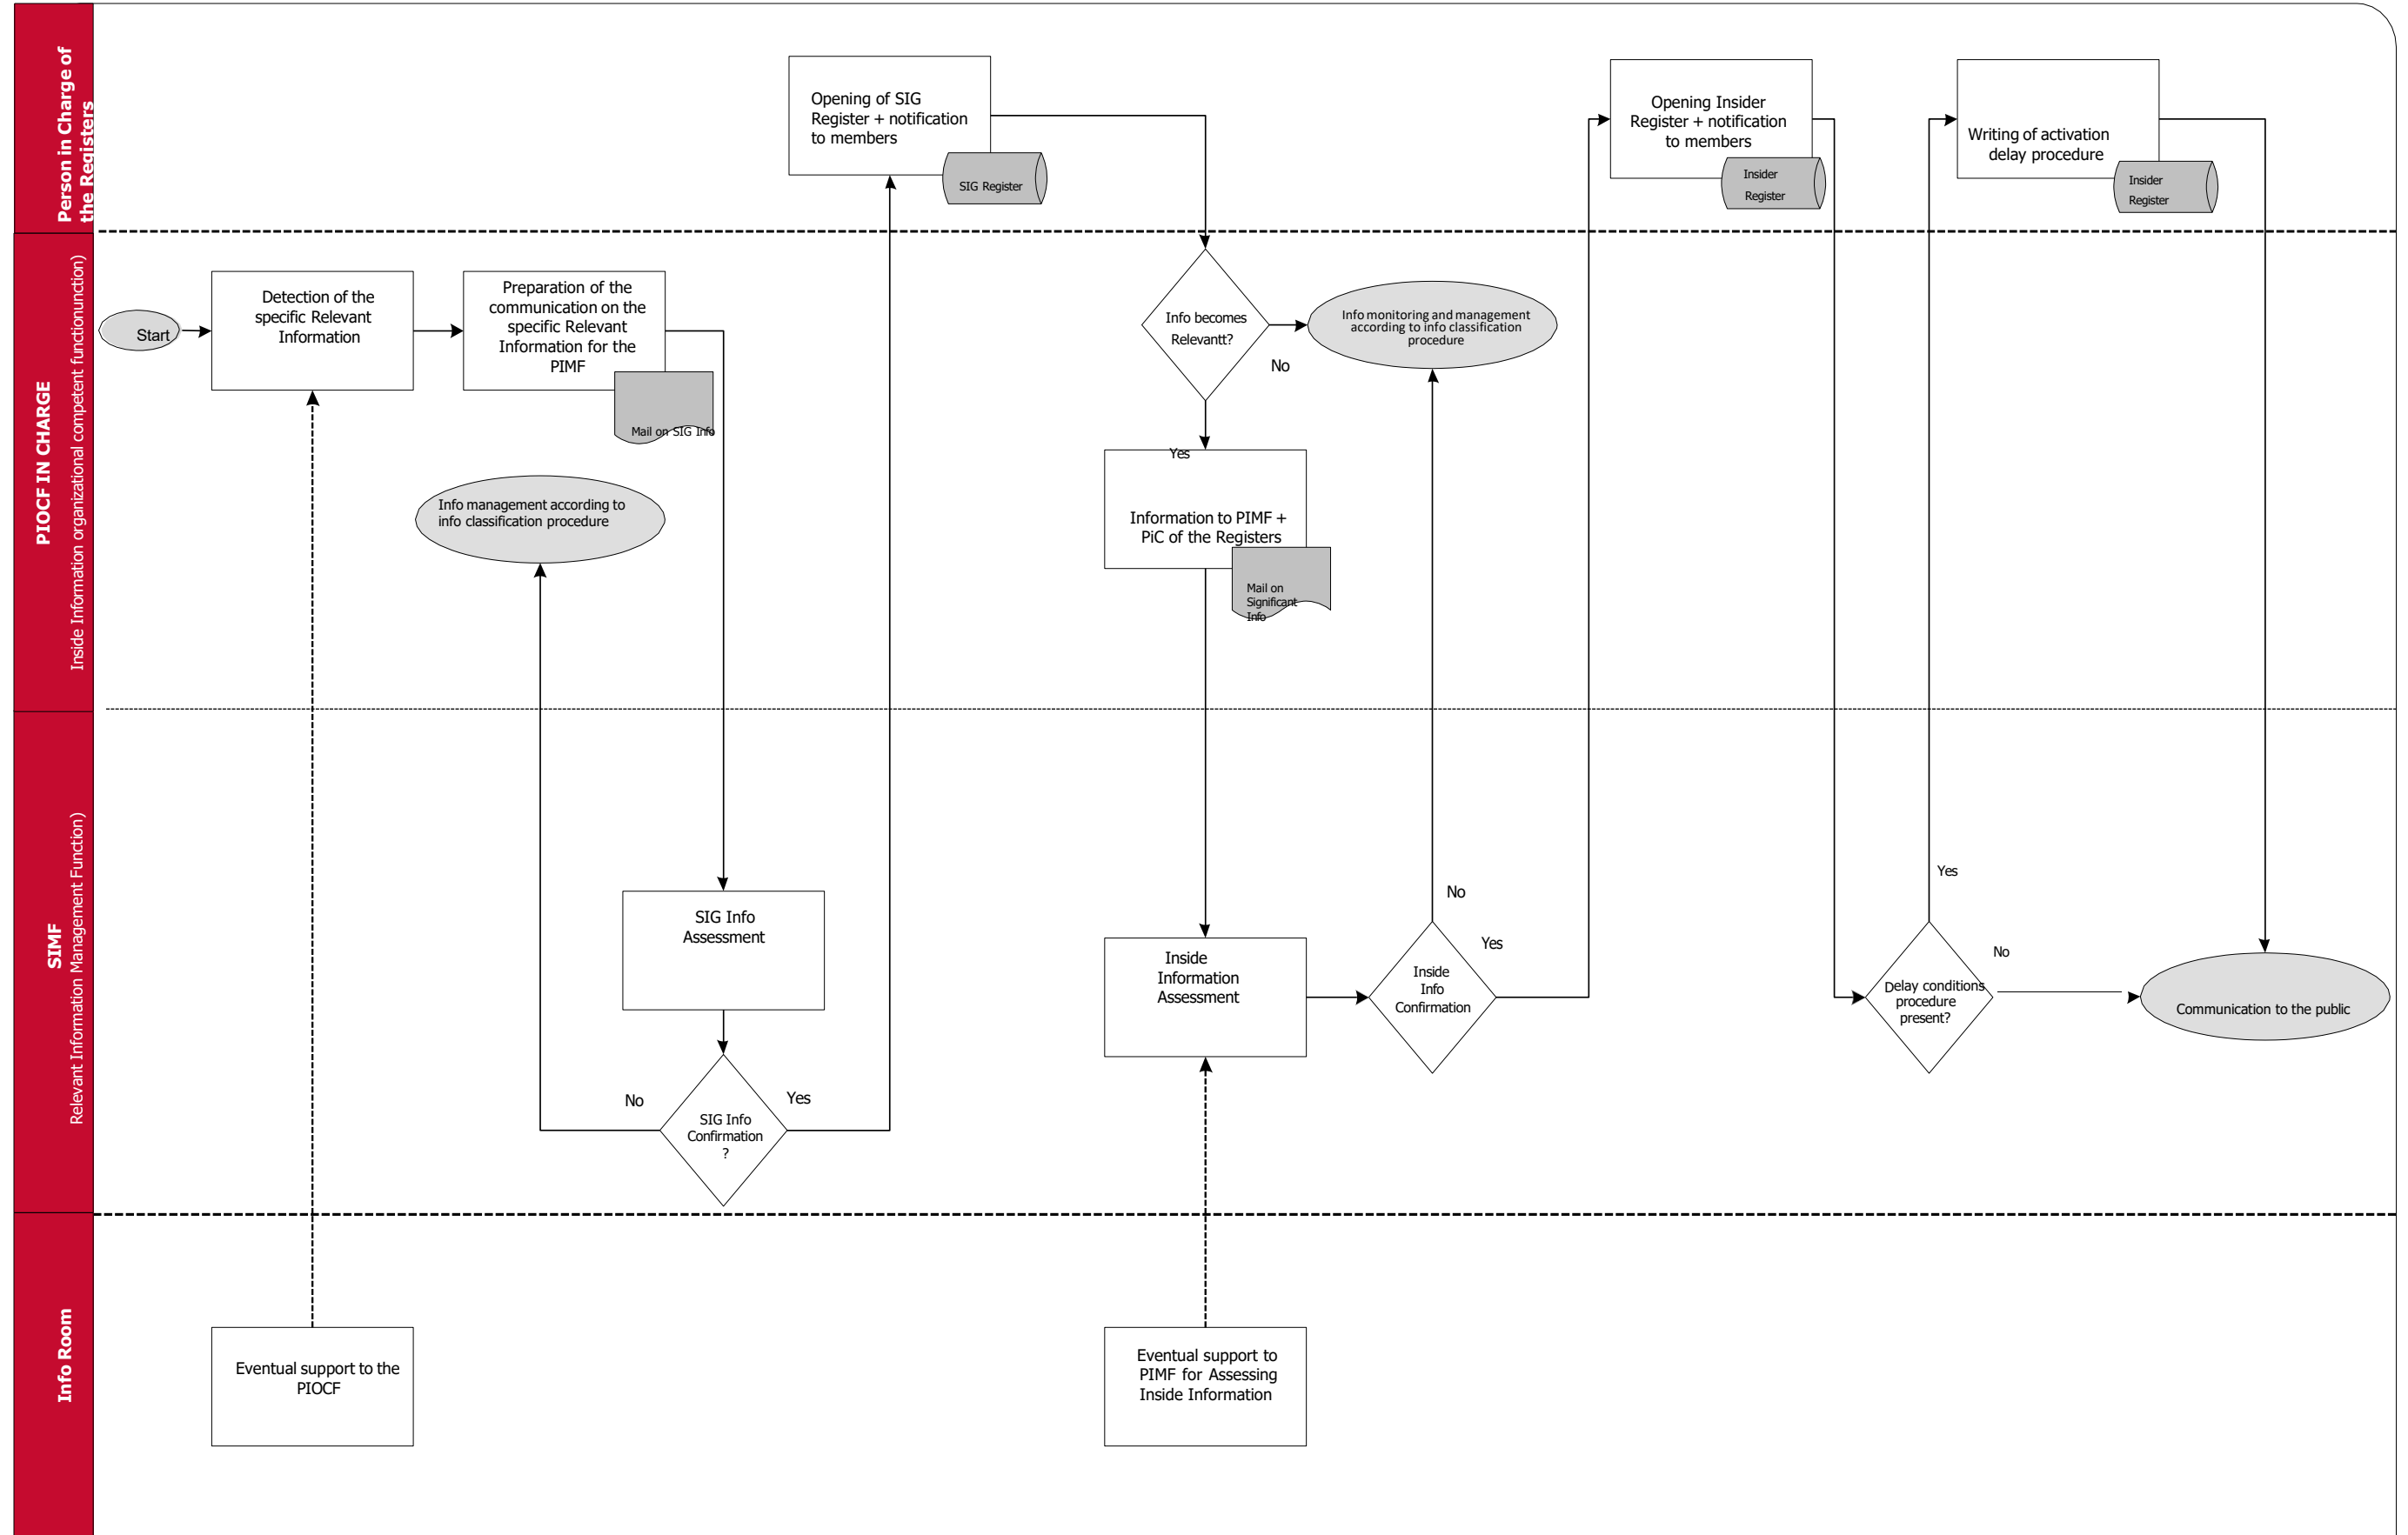 Person in Charge of
the Registers
Opening of SIG
Register + notification
to members
SIG Register
Opening Insider
Register + notification
to members
Insider
Register
Writing of activation
delay procedure
Insider
Register
PIOCF IN CHARGE
Inside Information organizational competent functionunction)
Start
Detection of the
specific Relevant
Information
Preparation of the
communication on the
specific Relevant
Information for the
PIMF
Mail on SIG Info
Info management according to
info classification procedure
Info becomes
Relevantt?
No
Info monitoring and management
according to info classification
procedure
Yes
Information to PIMF +
PiC of the Registers
Mail on
Significant
Info
SIMF
Relevant Information Management Function)
SIG Info
Assessment
No
Yes
SIG Info
Confirmation
?
Inside
Information
Assessment
No
Yes
Inside
Info
Confirmation
Yes
No
Delay conditions
procedure
present?
Communication to the public
Info Room
Eventual support to the
PIOCF
Eventual support to
PIMF for Assessing
Inside Information